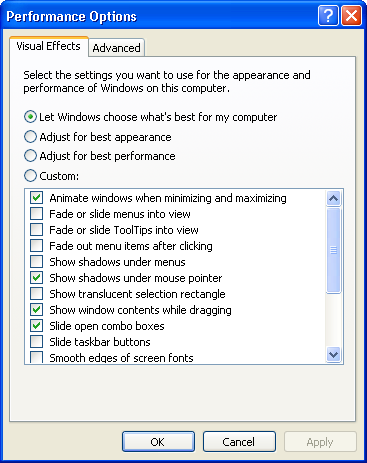 Performance Options
Visual Effects
Advanced
Select the settings you want to use for the appearance and
performance of Windows on this computer.
Let Windows choose what's best for my computer
Adjust for best appearance
Adjust for best performance
Custom:
Animate windows when minimizing and maximizing
Fade or slide menus into view
Fade or slide ToolTips into view
Fade out menu items after clicking
Show shadows under menus
Show shadows under mouse pointer
Show translucent selection rectangle
Show window contents while dragging
Slide open combo boxes
Slide taskbar buttons
Smooth edges of screen fonts
OK
Cancel
Apply